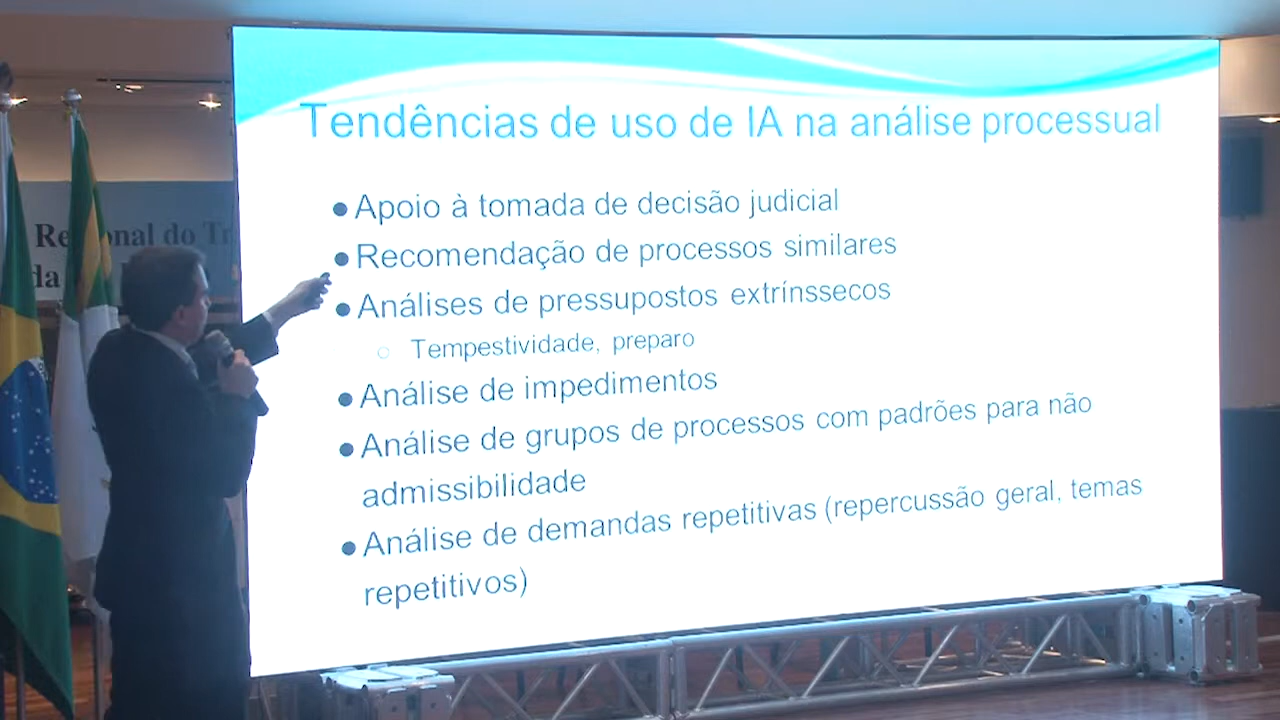 Tendências de uso de IA na análise processual
● Apoio à tomada de decisão judicial
● Recomendação de processos similares
● Análises de pressupostos extrínssecos
○ Tempestividade, preparo
● Análise de impedimentos
● Análise de grupos de processos com padrões para não
admissibilidade
● Análise de demandas repetitivas (repercussão geral, temas
repetitivos)
do
da